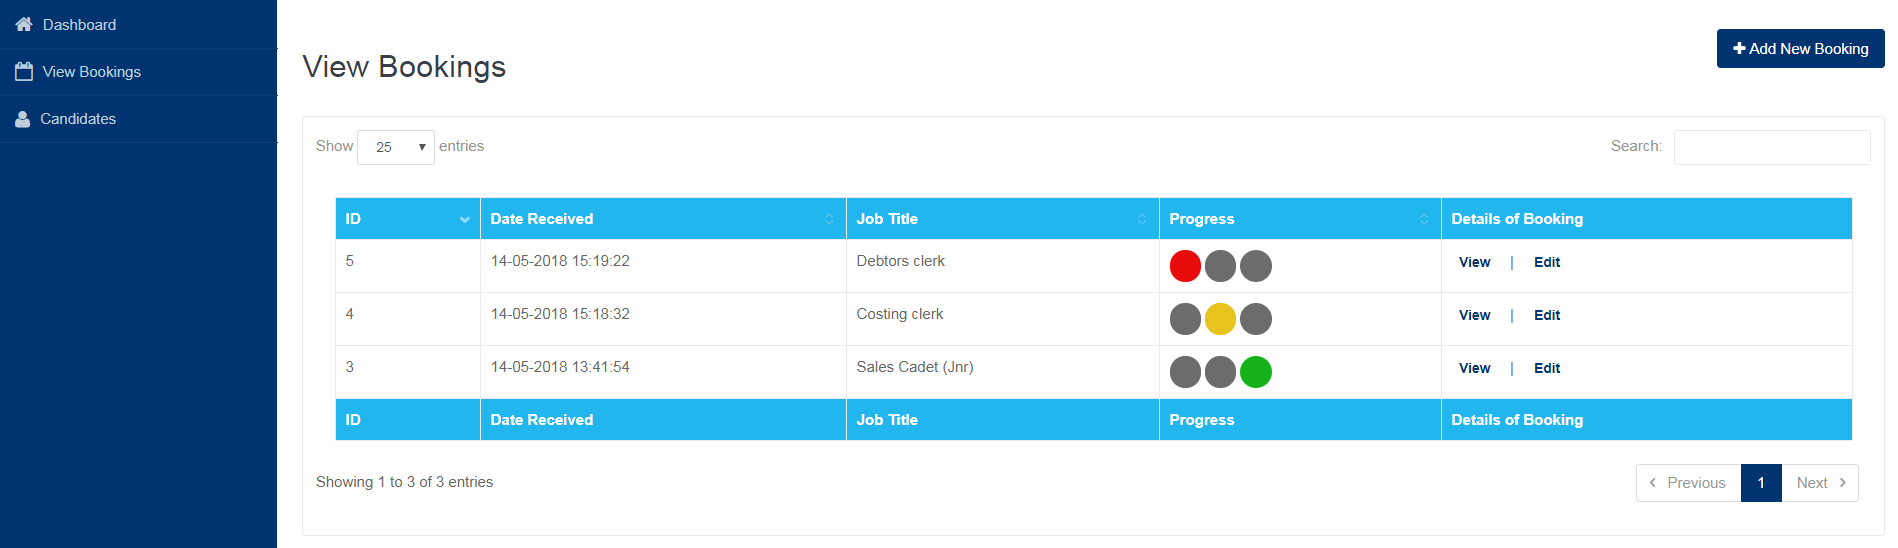 Dashboard
View Bookings
Candidates
View Bookings
Add New Booking
Show 25 entries
Search:
ID Date Received Job Title Progress Details of Booking
5 14-05-2018 15:19:22 Debtors clerk View | Edit
4 14-05-2018 15:18:32 Costing clerk View | Edit
3 14-05-2018 13:41:54 Sales Cadet (Jnr) View | Edit
ID Date Received Job Title Progress Details of Booking
Showing 1 to 3 of 3 entries
Previous 1 Next